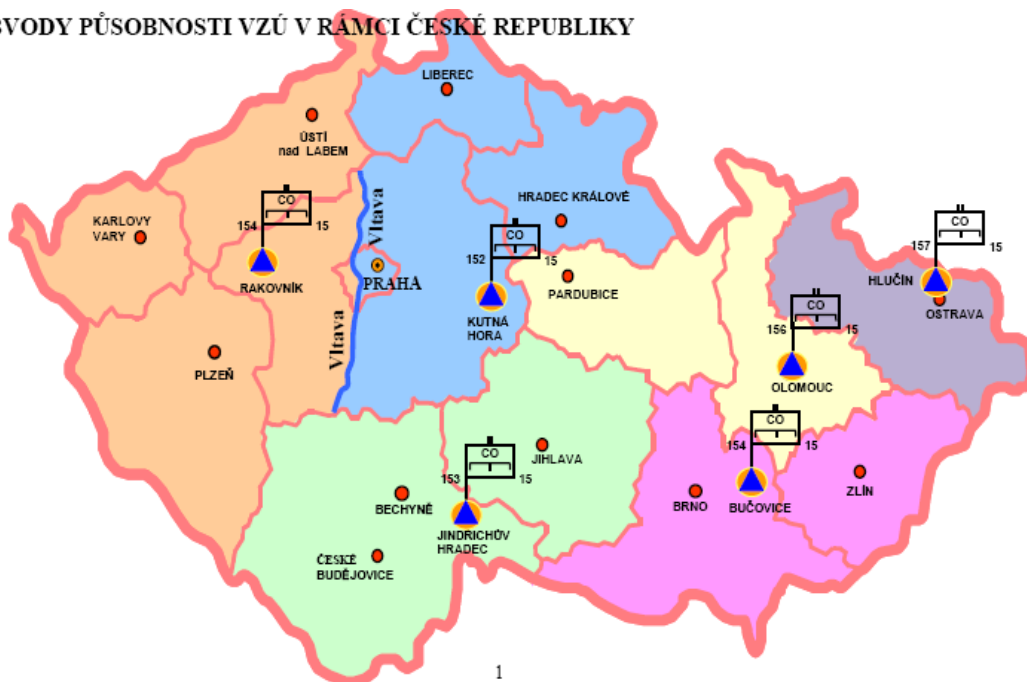 BVODY PŮSOBNOSTI VZÚ V RÁMCI ČESKÉ REPUBLIKY
LIBEREC
ÚSTÍ
nad LABEM
CO
154
15
KARLOVY
VARY
RAKOVNÍK
Vltava
PRAHA
Vltava
HRADEC KRÁLOVÉ
CO
152
15
KUTNÁ
HORA
PARDUBICE
CO
157
15
HLUČÍN
OSTRAVA
CO
156
15
OLOMOUC
PLZEŇ
CO
154
15
BUČOVICE
BRNO
ZLÍN
CO
153
15
JIHLAVA
BECHYNĚ
JINDRICHŮV
HRADEC
ČESKÉ
BUDĚJOVICE
1